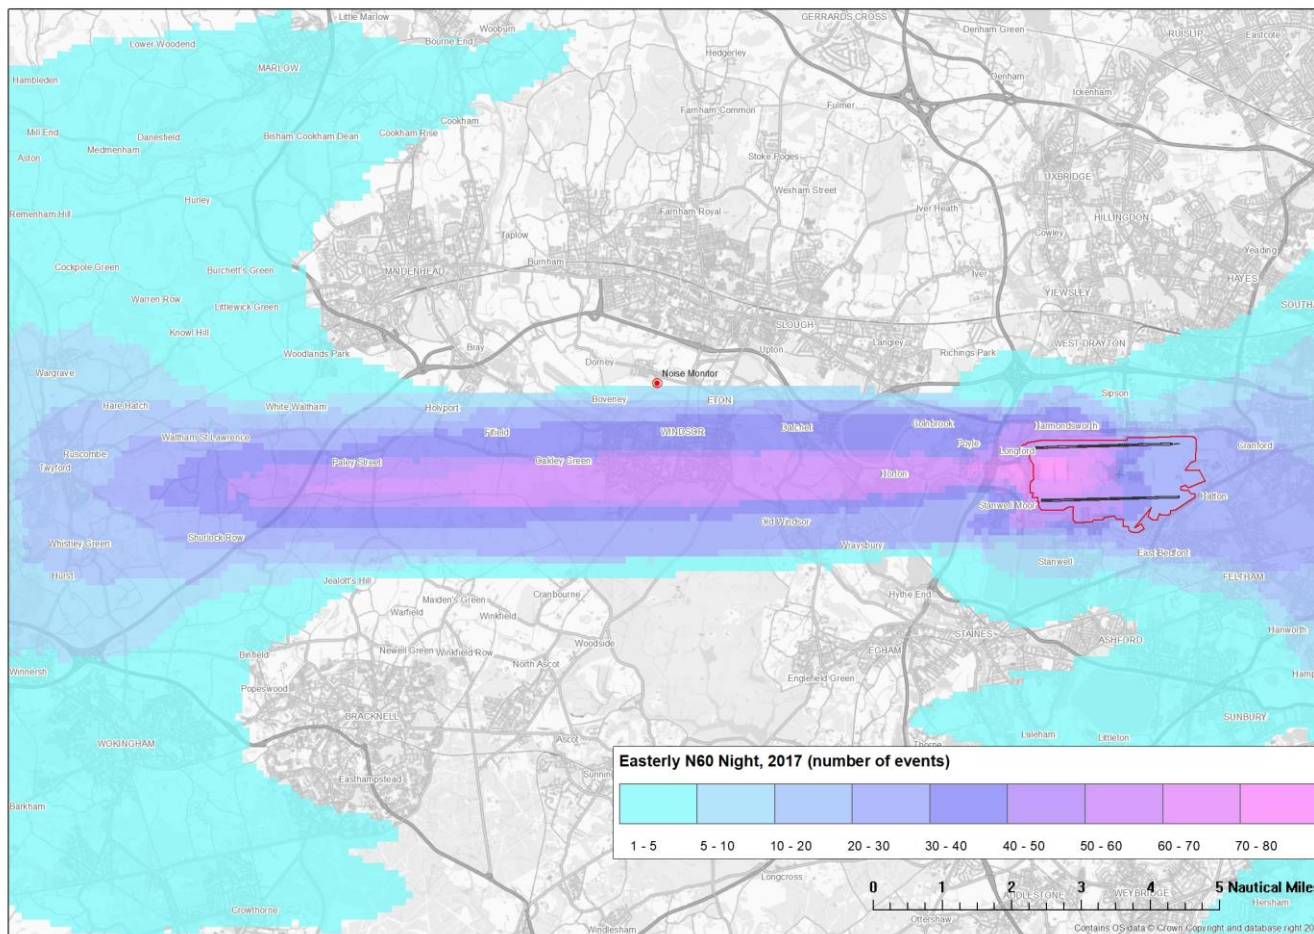 Little Marlow
Wooburn
GERRARDS CROSS
Denham Green
RUISLIP
Eastcote
Lower Woodend
Bourne End
Hedgerley
MARLOW
Denham
Hambleden
Ickenham
Farnham Common
Fulmer
Cookham
Mill End
Danesfield
Bisham Cookham Dean
Cookham Rise
Medmenham
Aston
Stoke Poges
UXBRIDGE
Wexham Street
Hurley
Iver Heath
Remenham Hill
Farnham Royal
HILLINGDON
Taplow
Cowley
Yeading
Burnham
Cockpole Green
Burchett's Green
MAIDENHEAD
Iver
HAYES
Warren Row
Littlewick Green
YIEWSLEY
SOUTHA
Knowl Hill
SLOUGH
Langley
WEST DRAYTON
Woodlands Park
Bray
Upton
Richings Park
Dorney
Wargrave
Noise Monitor
Sipson
Hare Hatch
White Waltham
Holyport
Boveney
ETON
Colnbrook
Harmondsworth
Waltham St Lawrence
Fifield
WINDSOR
Datchet
Poyle
Longford
Cranford
Ruscombe
Twyford
Paley Street
Oakley Green
Horton
Hatton
Stanwell Moor
Old Windsor
Shurlock Row
Whistley Green
Wraysbury
East Bedfont
Stanwell
Hurst
Jealott's Hill
FELTHAM
Cranbourne
Hythe End
Maiden's Green
Warfield
Winkfield
STAINES
Hanworth
Woodside
ASHFORD
Binfield
Newell Green
Winkfield Row
EGHAM
North Ascot
Winnersh
Englefield Green
Hamp
Popeswood
BRACKNELL
SUNBURY
WOKINGHAM
Ascot
Thorpe
Laleham
Littleton
Easthampstead
Sunning
Easterly N60 Night, 2017 (number of events)
Barkham
1 - 5
5 - 10
10 - 20
20 - 30
30 - 40
40 - 50
50 - 60
60 - 70
70 - 80
Longcross
0 1 2 3 4 5 Nautical Miles
ADDLESTONE
WEYBRIDGE
Hersham
Crowthorne
Ottershaw
Windlesham
Contains OS data © Crown Copyright and database right 2